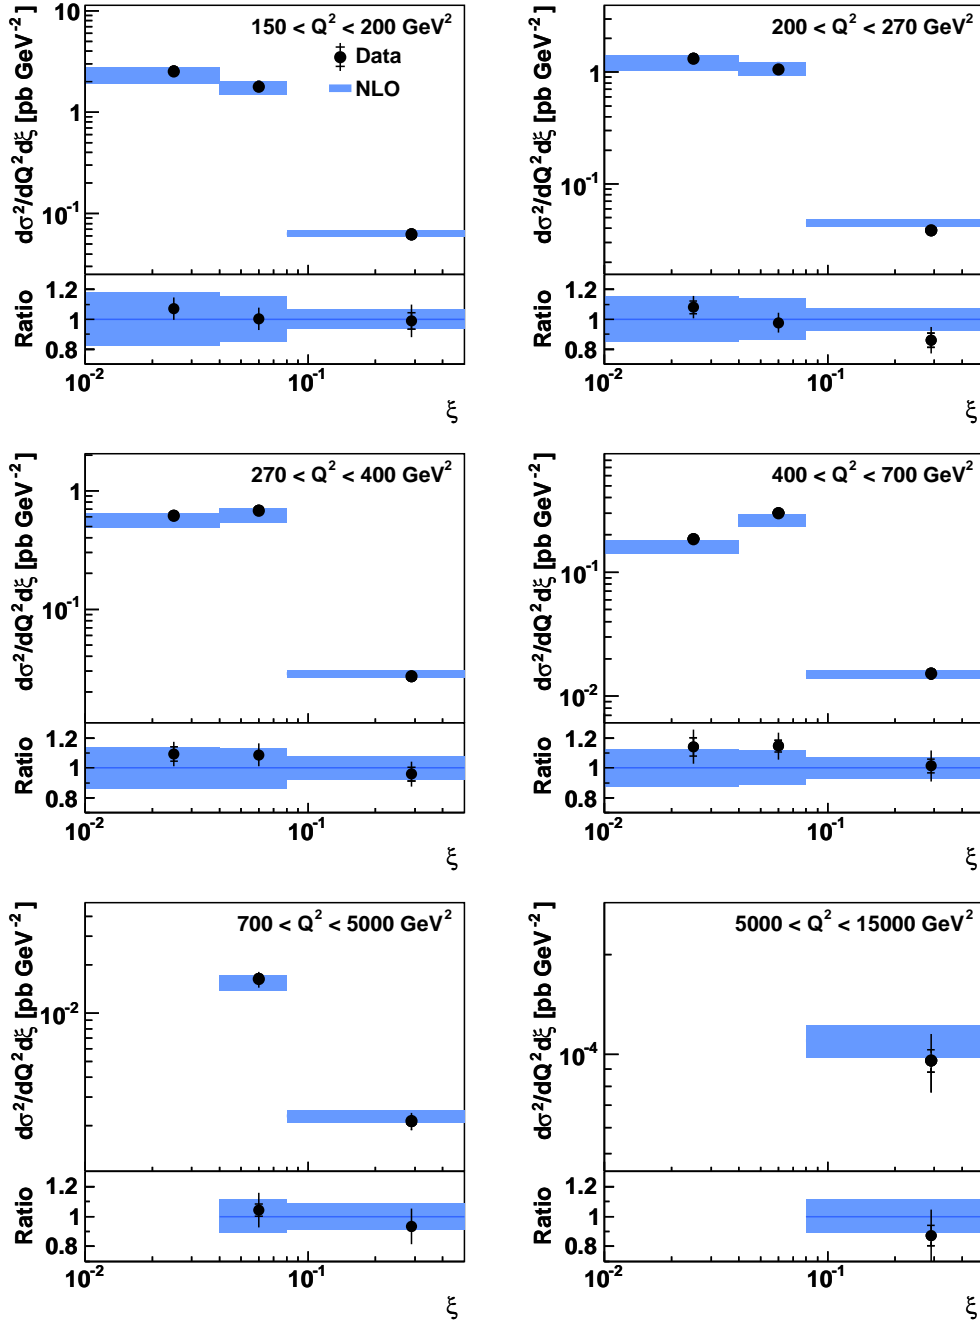 150 < Q² < 200 GeV²
Data
NLO
dσ²/dQ²dξ [pb GeV⁻²]
10
1
10⁻¹
Ratio
1.2
1
0.8
10⁻²
10⁻¹
ξ
200 < Q² < 270 GeV²
dσ²/dQ²dξ [pb GeV⁻²]
1
10⁻¹
Ratio
1.2
1
0.8
10⁻²
10⁻¹
ξ
270 < Q² < 400 GeV²
dσ²/dQ²dξ [pb GeV⁻²]
1
10⁻¹
Ratio
1.2
1
0.8
10⁻²
10⁻¹
ξ
400 < Q² < 700 GeV²
dσ²/dQ²dξ [pb GeV⁻²]
10⁻¹
10⁻²
Ratio
1.2
1
0.8
10⁻²
10⁻¹
ξ
700 < Q² < 5000 GeV²
dσ²/dQ²dξ [pb GeV⁻²]
10⁻²
Ratio
1.2
1
0.8
10⁻²
10⁻¹
ξ
5000 < Q² < 15000 GeV²
dσ²/dQ²dξ [pb GeV⁻²]
10⁻⁴
Ratio
1.2
1
0.8
10⁻²
10⁻¹
ξ